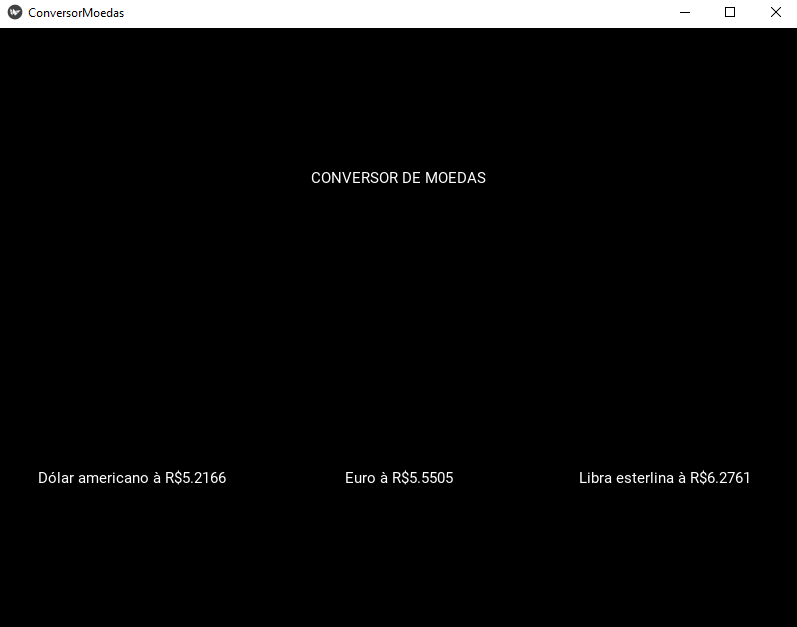 ConversorMoedas
CONVERSOR DE MOEDAS
Dólar americano à R$5.2166
Euro à R$5.5505
Libra esterlina à R$6.2761